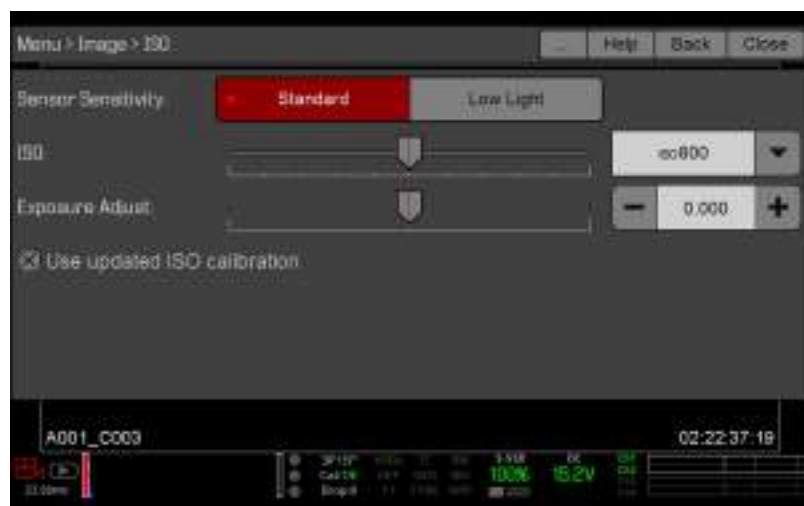 Menu > Image > ISO
... Help Back Close
Sensor Sensitivity
Standard Low Light
ISO
ec800
Exposure Adjust
0.000
Use updated ISO calibration
A001_C003
02:22:37:19
100% 15.2V